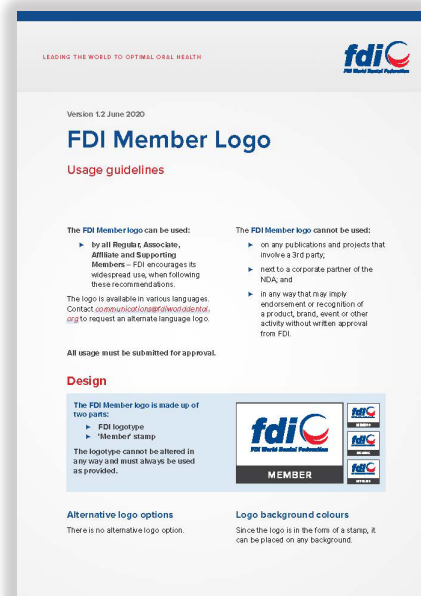 LEADING THE WORLD TO OPTIMAL ORAL HEALTH
fdi
FDI World Dental Federation
Version 1.2 June 2020
FDI Member Logo
Usage guidelines
The FDI Member logo can be used:
► by all Regular, Associate,
Affiliate and Supporting
Members – FDI encourages its
widespread use, when following
these recommendations.
The logo is available in various languages.
Contact communications@fdiworlddental.
org to request an alternate language logo.
All usage must be submitted for approval.
The FDI Member logo cannot be used:
► on any publications and projects that
involve a 3rd party;
► next to a corporate partner of the
NDA; and
► in any way that may imply
endorsement or recognition of
a product, brand, event or other
activity without written approval
from FDI.
Design
The FDI Member logo is made up of
two parts:
► FDI logotype
► 'Member' stamp
The logotype cannot be altered in
any way and must always be used
as provided.
fdi
FDI World Dental Federation
MEMBER
fdi
fdi
fdi
Alternative logo options
There is no alternative logo option.
Logo background colours
Since the logo is in the form of a stamp, it
can be placed on any background.